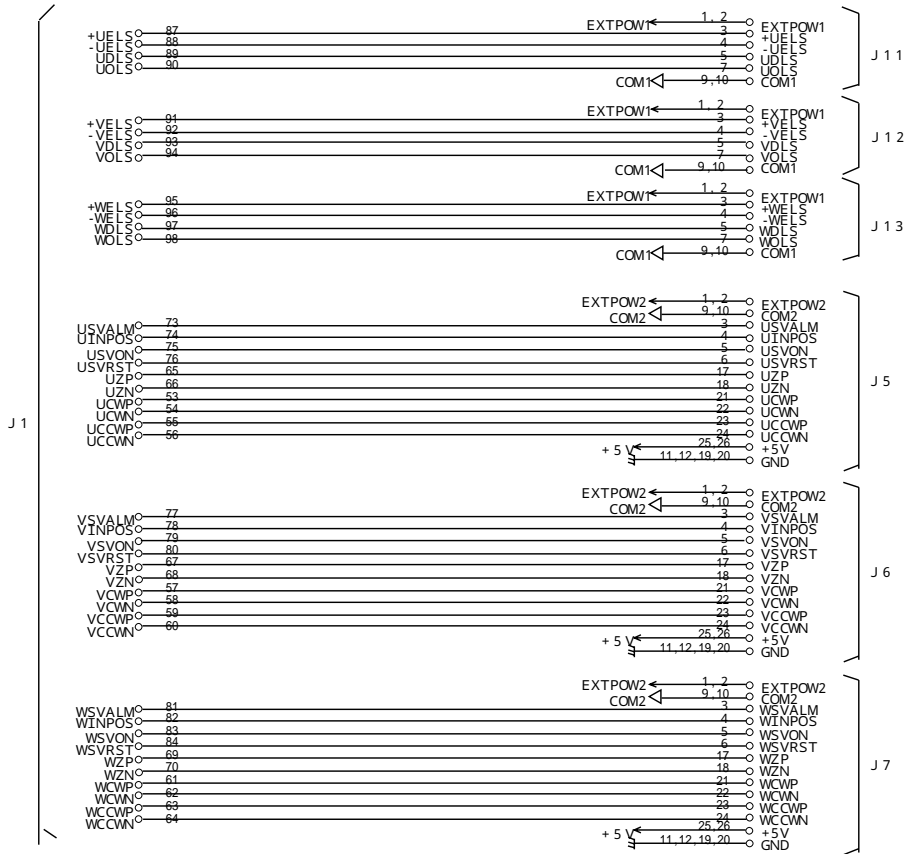 EXTPOW1 1, 2 EXTPOW1
+UELS 87 3 +UELS
-UELS 88 4 -UELS
UDLS 89 5 UDLS
UOLS 90 7 UOLS
COM1 9,10 COM1
J11
EXTPOW1 1, 2 EXTPOW1
+VELS 91 3 +VELS
-VELS 92 4 -VELS
VDLS 93 5 VDLS
VOLS 94 7 VOLS
COM1 9,10 COM1
J12
EXTPOW1 1, 2 EXTPOW1
+WELS 95 3 +WELS
-WELS 96 4 -WELS
WDLS 97 5 WDLS
WOLS 98 7 WOLS
COM1 9,10 COM1
J13
J1
EXTPOW2 1, 2 EXTPOW2
COM2 9,10 COM2
USVALM 73 3 USVALM
UINPOS 74 4 UINPOS
USVON 75 5 USVON
USVRST 76 6 USVRST
UZP 65 17 UZP
UZN 66 18 UZN
UCWP 53 21 UCWP
UCWN 54 22 UCWN
UCCWP 55 23 UCCWP
UCCWN 56 24 UCCWN
+5V 25,26 +5V
11,12,19,20 GND
J5
EXTPOW2 1, 2 EXTPOW2
COM2 9,10 COM2
VSVALM 77 3 VSVALM
VINPOS 78 4 VINPOS
VSVON 79 5 VSVON
VSVRST 80 6 VSVRST
VZP 67 17 VZP
VZN 68 18 VZN
VCWP 57 21 VCWP
VCWN 58 22 VCWN
VCCWP 59 23 VCCWP
VCCWN 60 24 VCCWN
+5V 25,26 +5V
11,12,19,20 GND
J6
EXTPOW2 1, 2 EXTPOW2
COM2 9,10 COM2
WSVALM 81 3 WSVALM
WINPOS 82 4 WINPOS
WSVON 83 5 WSVON
WSVRST 84 6 WSVRST
WZP 69 17 WZP
WZN 70 18 WZN
WCWP 61 21 WCWP
WCWN 62 22 WCWN
WCCWP 63 23 WCCWP
WCCWN 64 24 WCCWN
+5V 25,26 +5V
11,12,19,20 GND
J7